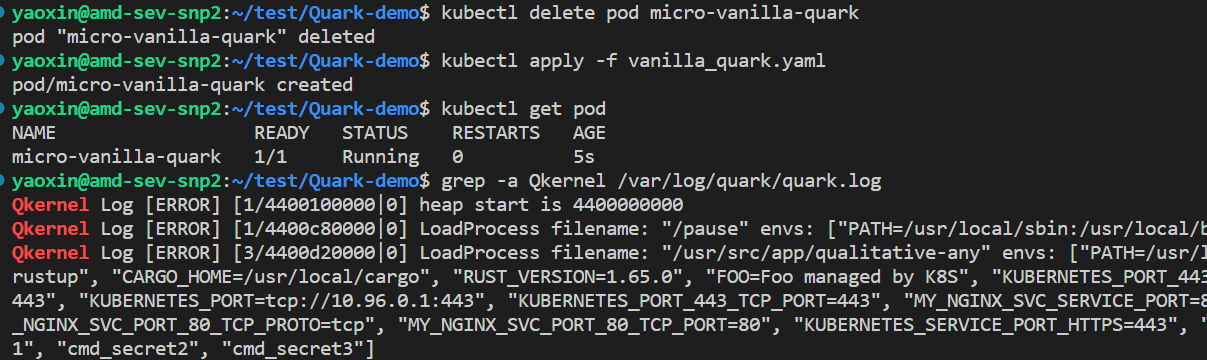 yaoxin@amd-sev-snp2:~/test/Quark-demo$ kubectl delete pod micro-vanilla-quark
pod "micro-vanilla-quark" deleted
yaoxin@amd-sev-snp2:~/test/Quark-demo$ kubectl apply -f vanilla_quark.yaml
pod/micro-vanilla-quark created
yaoxin@amd-sev-snp2:~/test/Quark-demo$ kubectl get pod
NAME READY STATUS RESTARTS AGE
micro-vanilla-quark 1/1 Running 0 5s
yaoxin@amd-sev-snp2:~/test/Quark-demo$ grep -a Qkernel /var/log/quark/quark.log
Qkernel Log [ERROR] [1/4400100000|0] heap start is 4400000000
Qkernel Log [ERROR] [1/4400c80000|0] LoadProcess filename: "/pause" envs: ["PATH=/usr/local/sbin:/usr/local/b
Qkernel Log [ERROR] [3/4400d20000|0] LoadProcess filename: "/usr/src/app/qualitative-any" envs: ["PATH=/usr/l
rustup", "CARGO_HOME=/usr/local/cargo", "RUST_VERSION=1.65.0", "FOO=Foo managed by K8S", "KUBERNETES_PORT_443
443", "KUBERNETES_PORT=tcp://10.96.0.1:443", "KUBERNETES_PORT_443_TCP_PORT=443", "MY_NGINX_SVC_SERVICE_PORT=8
_NGINX_SVC_PORT_80_TCP_PROTO=tcp", "MY_NGINX_SVC_PORT_80_TCP_PORT=80", "KUBERNETES_SERVICE_PORT_HTTPS=443", "
1", "cmd_secret2", "cmd_secret3"]